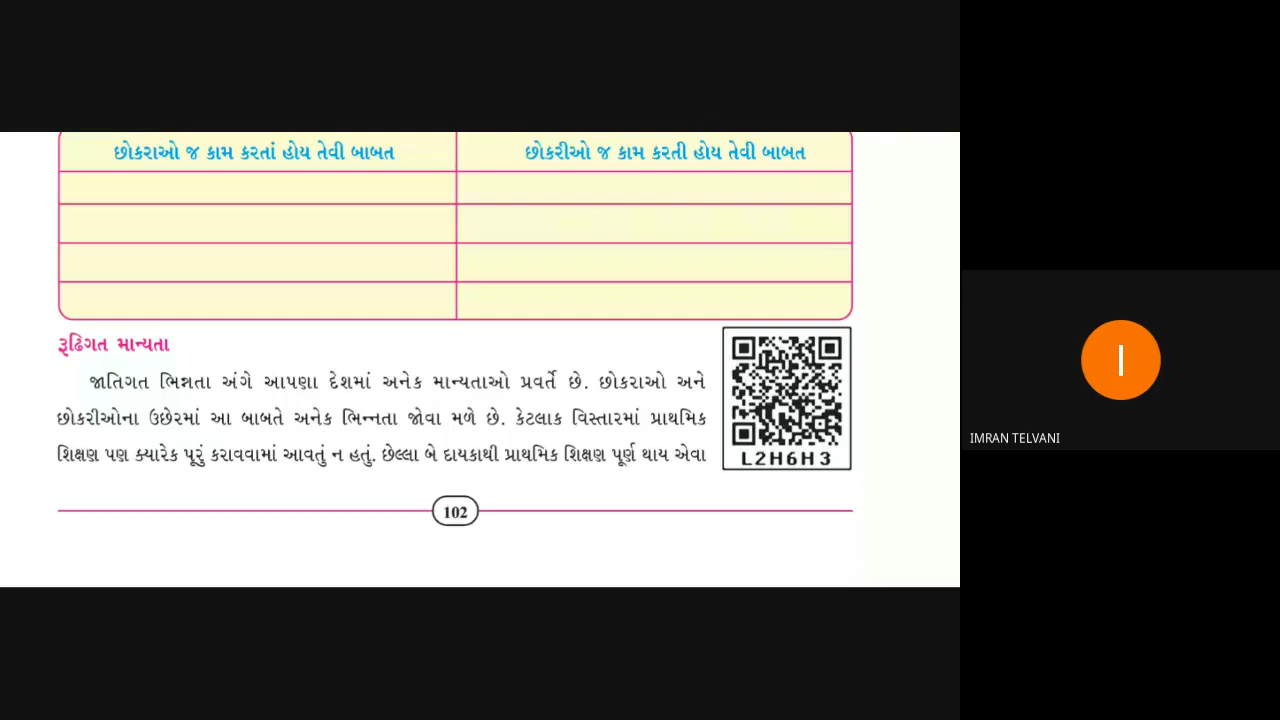 છોકરાઓ જ કામ કરતાં હોય તેવી બાબત
છોકરીઓ જ કામ કરતી હોય તેવી બાબત
રૂઢિગત માન્યતા
જાતિગત ભિન્નતા અંગે આપણા દેશમાં અનેક માન્યતાઓ પ્રવર્તે છે. છોકરાઓ અને
છોકરીઓના ઉછેરમાં આ બાબતે અનેક ભિન્નતા જોવા મળે છે. કેટલાક વિસ્તારમાં પ્રાથમિક
શિક્ષણ પણ ક્યારેક પૂરું કરાવવામાં આવતું ન હતું. છેલ્લા બે દાયકાથી પ્રાથમિક શિક્ષણ પૂર્ણ થાય એવા
L2H6H3
102
I
IMRAN TELVANI